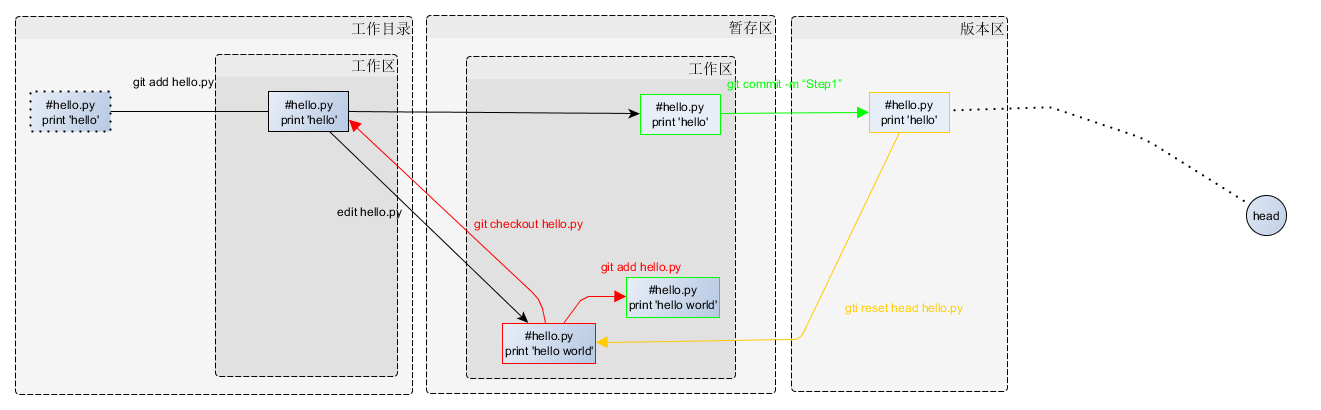 工作目录
暂存区
版本区
工作区
工作区
git add hello.py
git commit -m “Step1”
#hello.py
print 'hello'
#hello.py
print 'hello'
#hello.py
print 'hello'
#hello.py
print 'hello'
edit hello.py
git checkout hello.py
head
git add hello.py
#hello.py
print 'hello world'
gti reset head hello.py
#hello.py
print 'hello world'